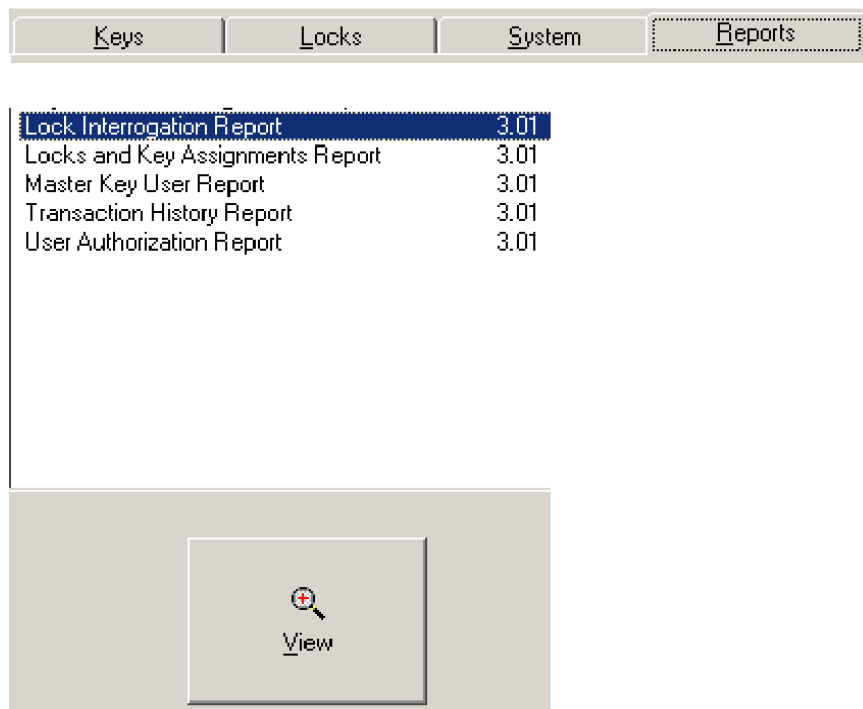 Keys Locks System Reports
Lock Interrogation Report 3.01
Locks and Key Assignments Report 3.01
Master Key User Report 3.01
Transaction History Report 3.01
User Authorization Report 3.01
View